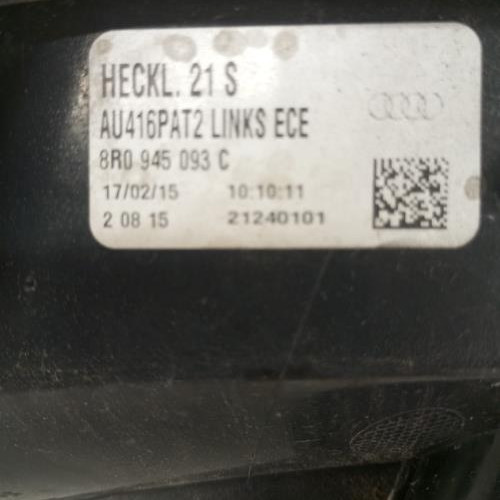 HECKL. 21 S
AU416PAT2 LINKS ECE
8R0 945 093 C
17/02/15 10:10:11
2 08 15 21240101